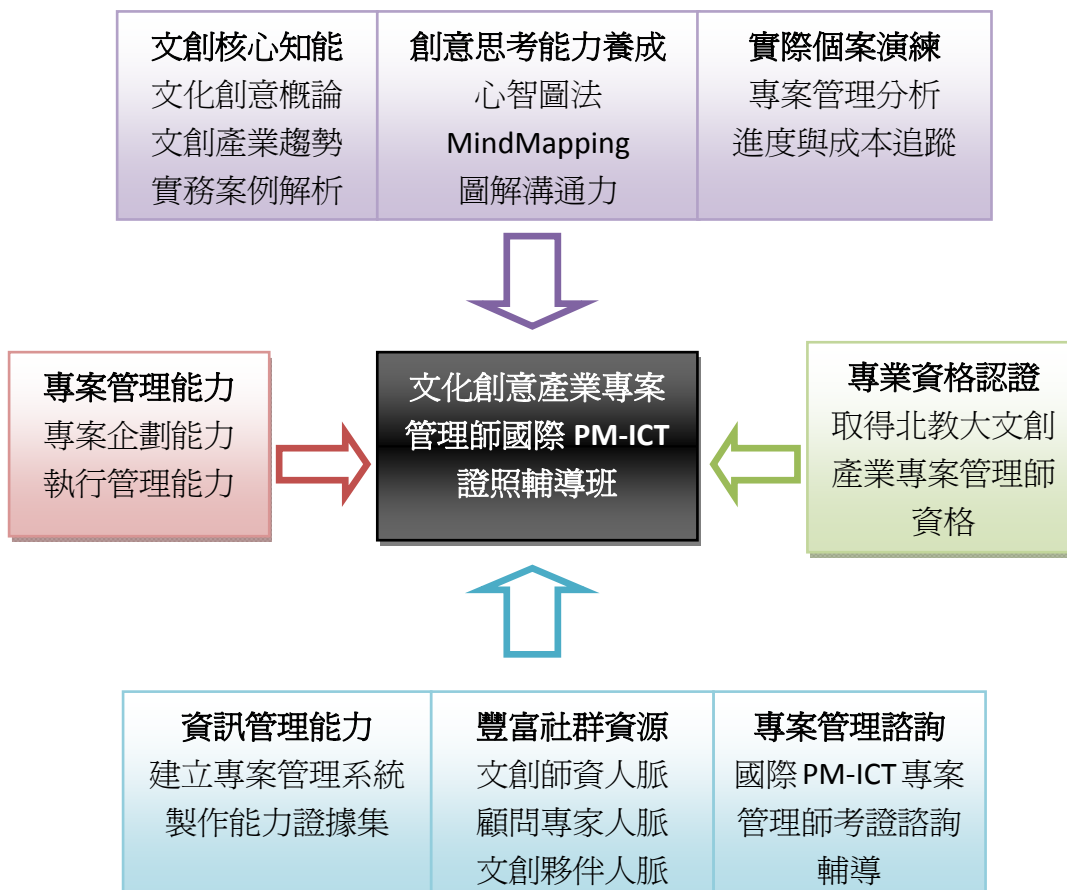 文創核心知能
文化創意概論
文創產業趨勢
實務案例解析
創意思考能力養成
心智圖法
MindMapping
圖解溝通力
實際個案演練
專案管理分析
進度與成本追蹤
專案管理能力
專案企劃能力
執行管理能力
文化創意產業專案
管理師國際 PM-ICT
證照輔導班
專業資格認證
取得北教大文創
產業專案管理師
資格
資訊管理能力
建立專案管理系統
製作能力證據集
豐富社群資源
文創師資人脈
顧問專家人脈
文創夥伴人脈
專案管理諮詢
國際 PM-ICT 專案
管理師考證諮詢
輔導